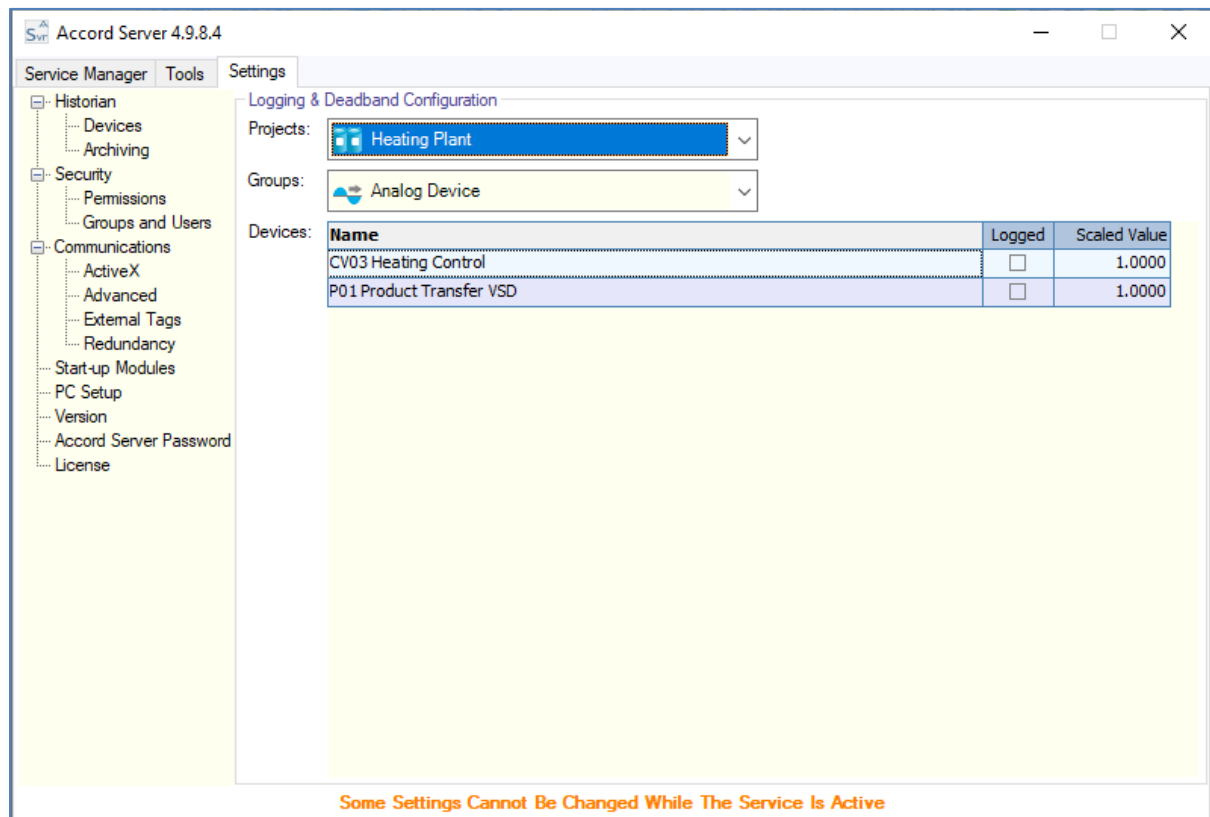 Accord Server 4.9.8.4
Service Manager Tools Settings
Historian
Devices
Archiving
Security
Permissions
Groups and Users
Communications
ActiveX
Advanced
External Tags
Redundancy
Start-up Modules
PC Setup
Version
Accord Server Password
License
Logging & Deadband Configuration
Projects: Heating Plant
Groups: Analog Device
Devices: Name Logged Scaled Value
CV03 Heating Control 1.0000
P01 Product Transfer VSD 1.0000
Some Settings Cannot Be Changed While The Service Is Active